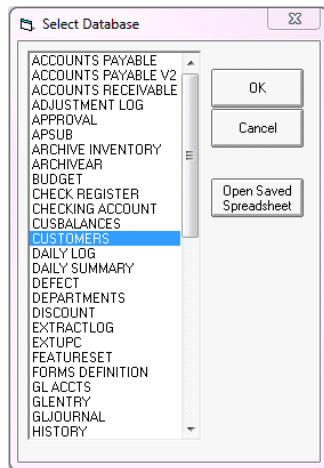 Select Database
ACCOUNTS PAYABLE
ACCOUNTS PAYABLE V2
ACCOUNTS RECEIVABLE
ADJUSTMENT LOG
APPROVAL
APSUB
ARCHIVE INVENTORY
ARCHIVEAR
BUDGET
CHECK REGISTER
CHECKING ACCOUNT
CUSBALANCES
CUSTOMERS
DAILY LOG
DAILY SUMMARY
DEFECT
DEPARTMENTS
DISCOUNT
EXTRACTLOG
EXTUPC
FEATURESET
FORMS DEFINITION
GL ACCTS
GLENTRY
GLJOURNAL
HISTORY
OK
Cancel
Open Saved
Spreadsheet